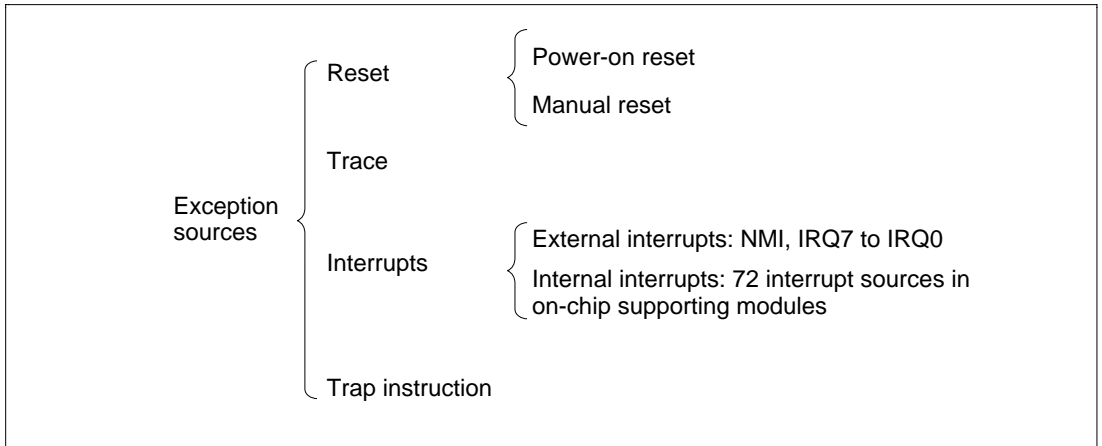 Exception
sources
Reset
Power-on reset
Manual reset
Trace
Interrupts
External interrupts: NMI, IRQ7 to IRQ0
Internal interrupts: 72 interrupt sources in
on-chip supporting modules
Trap instruction